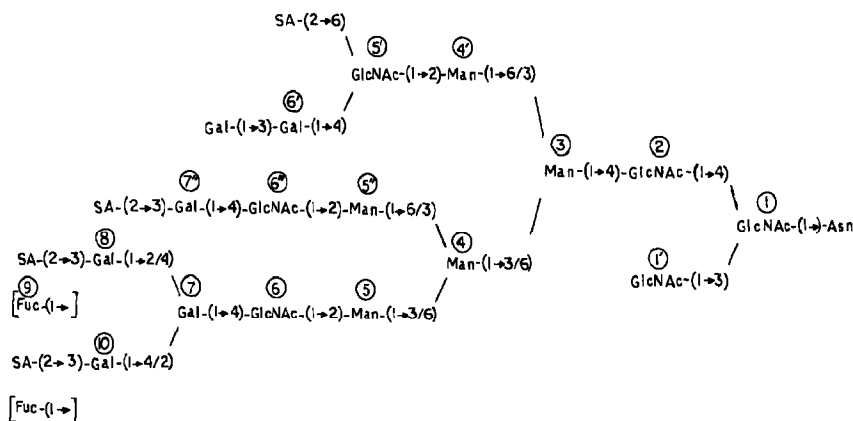 SA-(2→6)
5' 4'
GlcNAc-(1→2)-Man-(1→6/3)
6'
Gal-(1→3)-Gal-(1→4)
3 2
Man-(1→4)-GlcNAc-(1→4)
7" 6" 5"
SA-(2→3)-Gal-(1→4)-GlcNAc-(1→2)-Man-(1→6/3)
1
GlcNAc-(1→)-Asn
8 4 1'
SA-(2→3)-Gal-(1→2/4)
Man-(1→3/6)
GlcNAc-(1→3)
9 7 6 5
[Fuc-(1→]
Gal-(1→4)-GlcNAc-(1→2)-Man-(1→3/6)
10
SA-(2→3)-Gal-(1→4/2)
[Fuc-(1→]